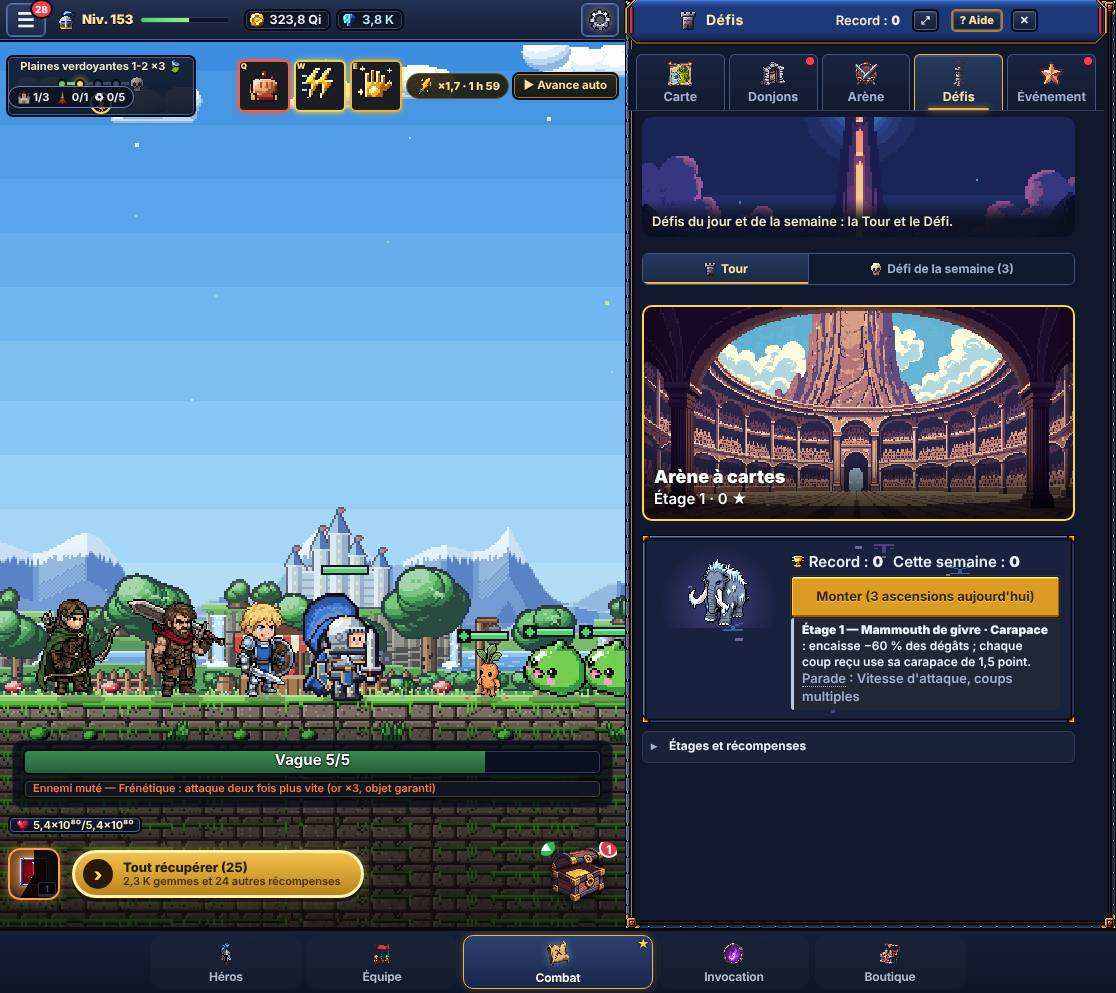 28
Niv. 153
323,8 Qi
3,8 K
Défis
Record : 0
? Aide
Plaines verdoyantes 1-2 ×3
1/3
0/1
0/5
Q
W
E
×1,7 · 1 h 59
Avance auto
Carte
Donjons
Arène
Défis
Événement
Défis du jour et de la semaine : la Tour et le Défi.
Tour
Défi de la semaine (3)
Arène à cartes
Étage 1 · 0 ★
Record : 0 Cette semaine : 0
Monter (3 ascensions aujourd'hui)
Étage 1 — Mammouth de givre · Carapace
: encaisse −60 % des dégâts ; chaque
coup reçu use sa carapace de 1,5 point.
Parade : Vitesse d'attaque, coups
multiples
Étages et récompenses
Vague 5/5
Ennemi muté — Frénétique : attaque deux fois plus vite (or ×3, objet garanti)
5,4×10⁸⁰/5,4×10⁸⁰
1
Tout récupérer (25)
2,3 K gemmes et 24 autres récompenses
1
Héros
Équipe
Combat
Invocation
Boutique